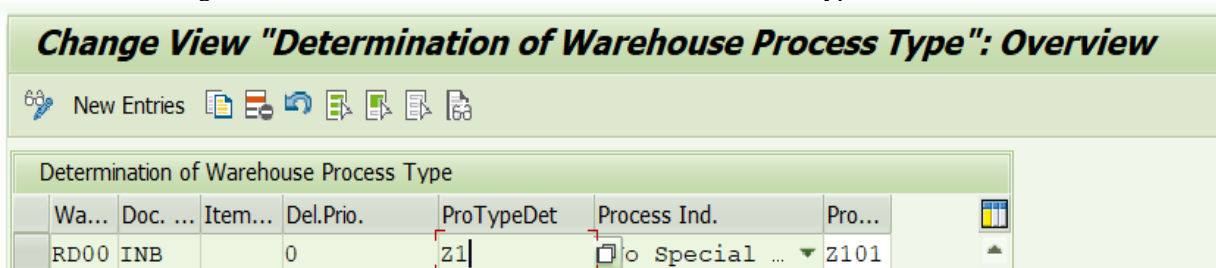 Change View "Determination of Warehouse Process Type": Overview
New Entries
Determination of Warehouse Process Type
Wa... Doc. ... Item... Del.Prio. ProTypeDet Process Ind. Pro...
RD00 INB 0 Z1 o Special ... Z101